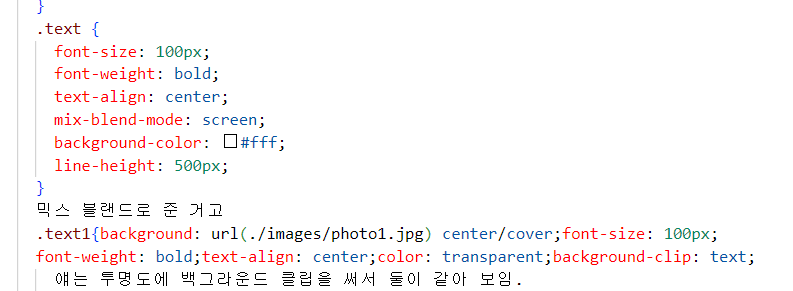 }
.text {
font-size: 100px;
font-weight: bold;
text-align: center;
mix-blend-mode: screen;
background-color: #fff;
line-height: 500px;
}
믹스 블랜드로 준 거고
.text1{background: url(./images/photo1.jpg) center/cover;font-size: 100px;
font-weight: bold;text-align: center;color: transparent;background-clip: text;
얘는 투명도에 백그라운드 클립을 써서 둘이 같아 보임.